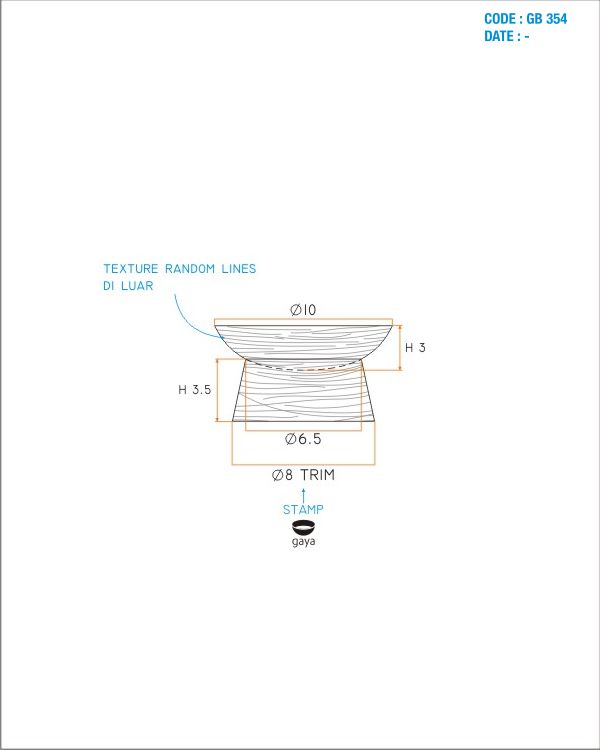 CODE : GB 354
DATE : -
TEXTURE RANDOM LINES
DI LUAR
Ø10
H 3
H 3.5
Ø6.5
Ø8 TRIM
STAMP
gaya